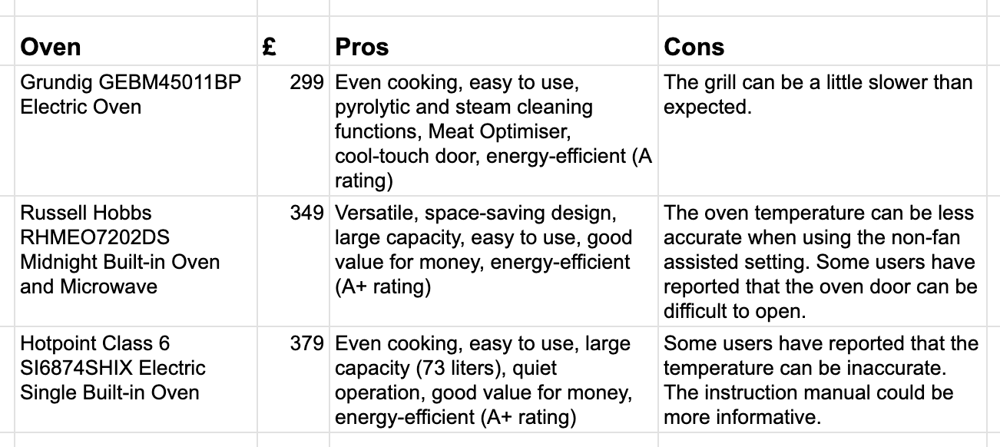 Oven £ Pros Cons
Grundig GEBM45011BP 299 Even cooking, easy to use, The grill can be a little slower than
Electric Oven pyrolytic and steam cleaning expected.
functions, Meat Optimiser,
cool-touch door, energy-efficient (A
rating)
Russell Hobbs 349 Versatile, space-saving design, The oven temperature can be less
RHMEO7202DS large capacity, easy to use, good accurate when using the non-fan
Midnight Built-in Oven value for money, energy-efficient assisted setting. Some users have
and Microwave (A+ rating) reported that the oven door can be
difficult to open.
Hotpoint Class 6 379 Even cooking, easy to use, large Some users have reported that the
SI6874SHIX Electric capacity (73 liters), quiet temperature can be inaccurate.
Single Built-in Oven operation, good value for money, The instruction manual could be
energy-efficient (A+ rating) more informative.